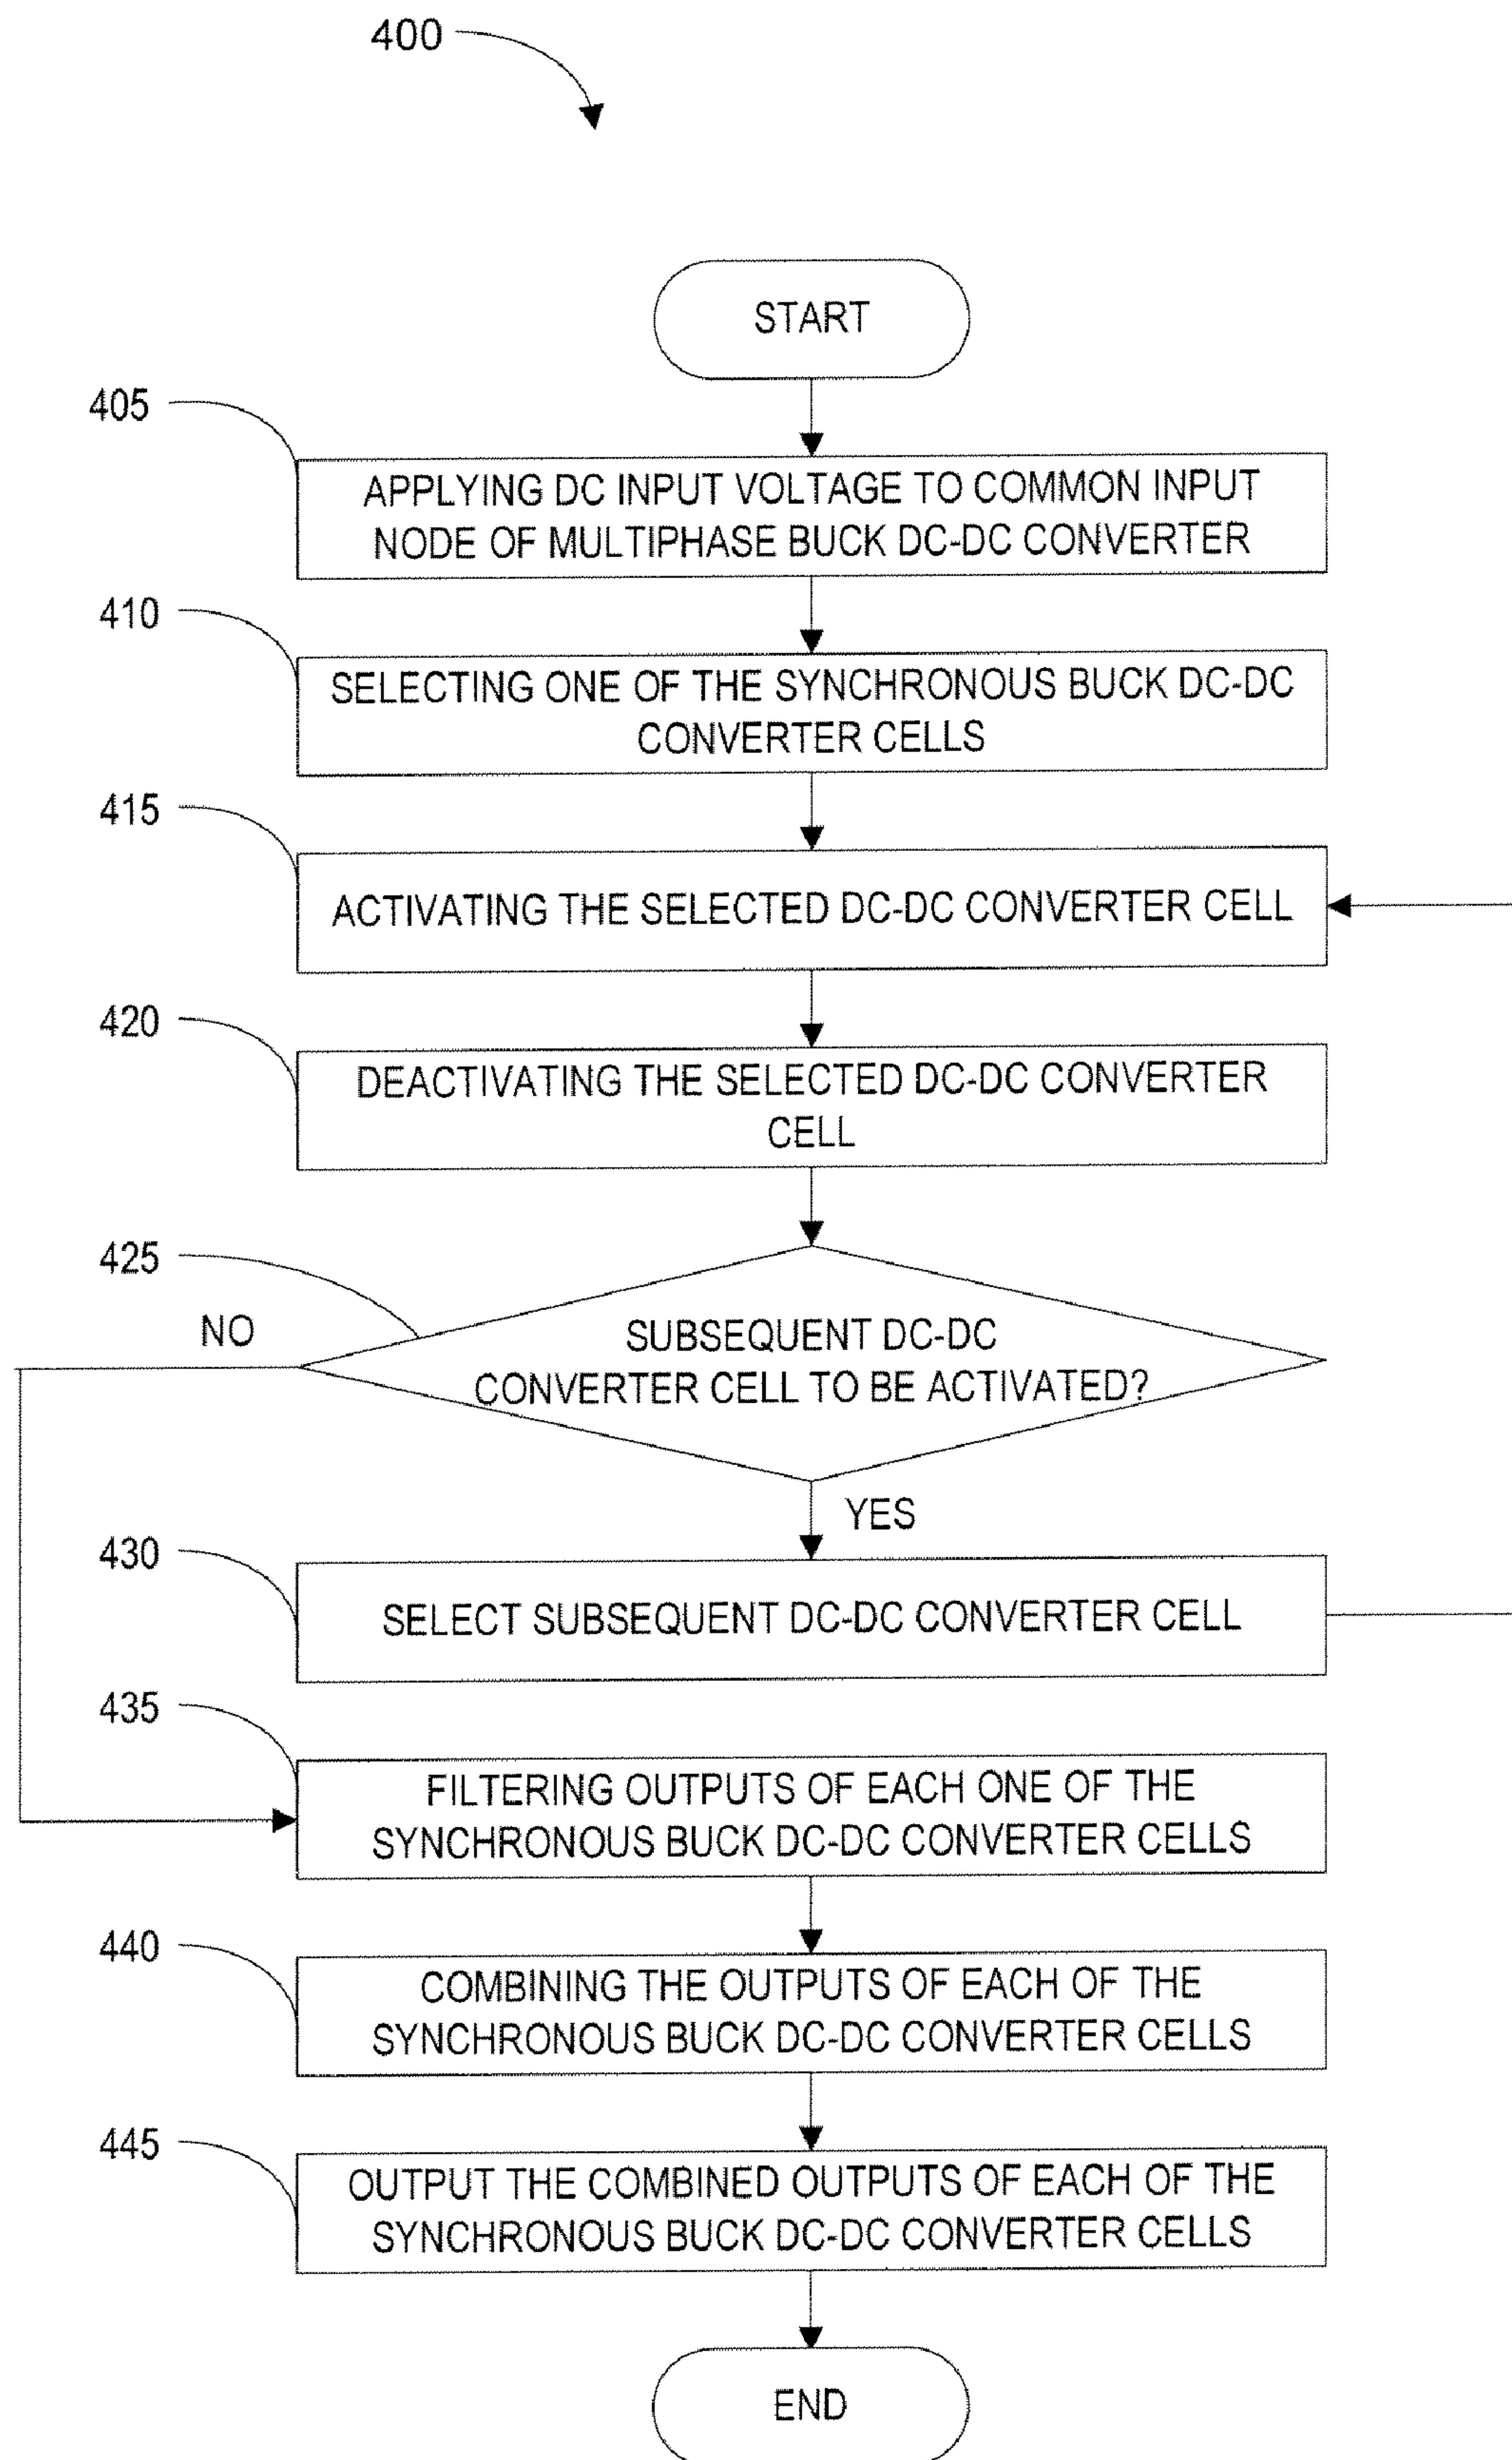 400
START
405
APPLYING DC INPUT VOLTAGE TO COMMON INPUT
NODE OF MULTIPHASE BUCK DC-DC CONVERTER
410
SELECTING ONE OF THE SYNCHRONOUS BUCK DC-DC
CONVERTER CELLS
415
ACTIVATING THE SELECTED DC-DC CONVERTER CELL
420
DEACTIVATING THE SELECTED DC-DC CONVERTER
CELL
425
NO
SUBSEQUENT DC-DC
CONVERTER CELL TO BE ACTIVATED?
YES
430
SELECT SUBSEQUENT DC-DC CONVERTER CELL
435
FILTERING OUTPUTS OF EACH ONE OF THE
SYNCHRONOUS BUCK DC-DC CONVERTER CELLS
440
COMBINING THE OUTPUTS OF EACH OF THE
SYNCHRONOUS BUCK DC-DC CONVERTER CELLS
445
OUTPUT THE COMBINED OUTPUTS OF EACH OF THE
SYNCHRONOUS BUCK DC-DC CONVERTER CELLS
END